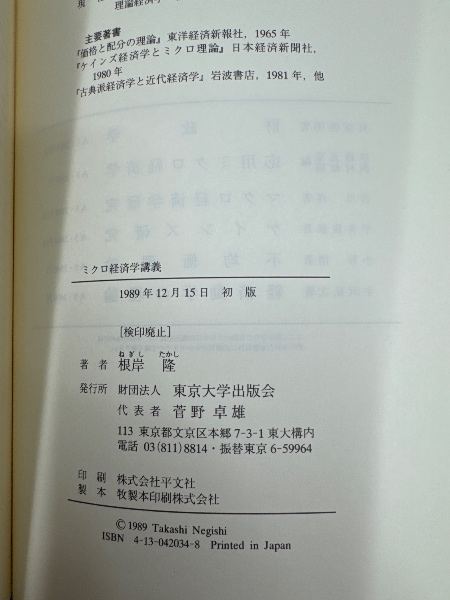 理論経済学
主要著書
『価格と配分の理論』東洋経済新報社，1965年
『ケインズ経済学とミクロ理論』日本経済新聞社，
1980年
『古典派経済学と近代経済学』岩波書店，1981年，他
ミクロ経済学講義
1989年12月15日 初 版
［検印廃止］
ねぎし たかし
著 者 根岸 隆
発行所 財団法人 東京大学出版会
代表者 菅野卓雄
113 東京都文京区本郷7-3-1東大構内
電話 03(811)8814・振替東京6-59964
印 刷 株式会社平文社
製 本 牧製本印刷株式会社
© 1989 Takashi Negishi
ISBN 4-13-042034-8 Printed in Japan